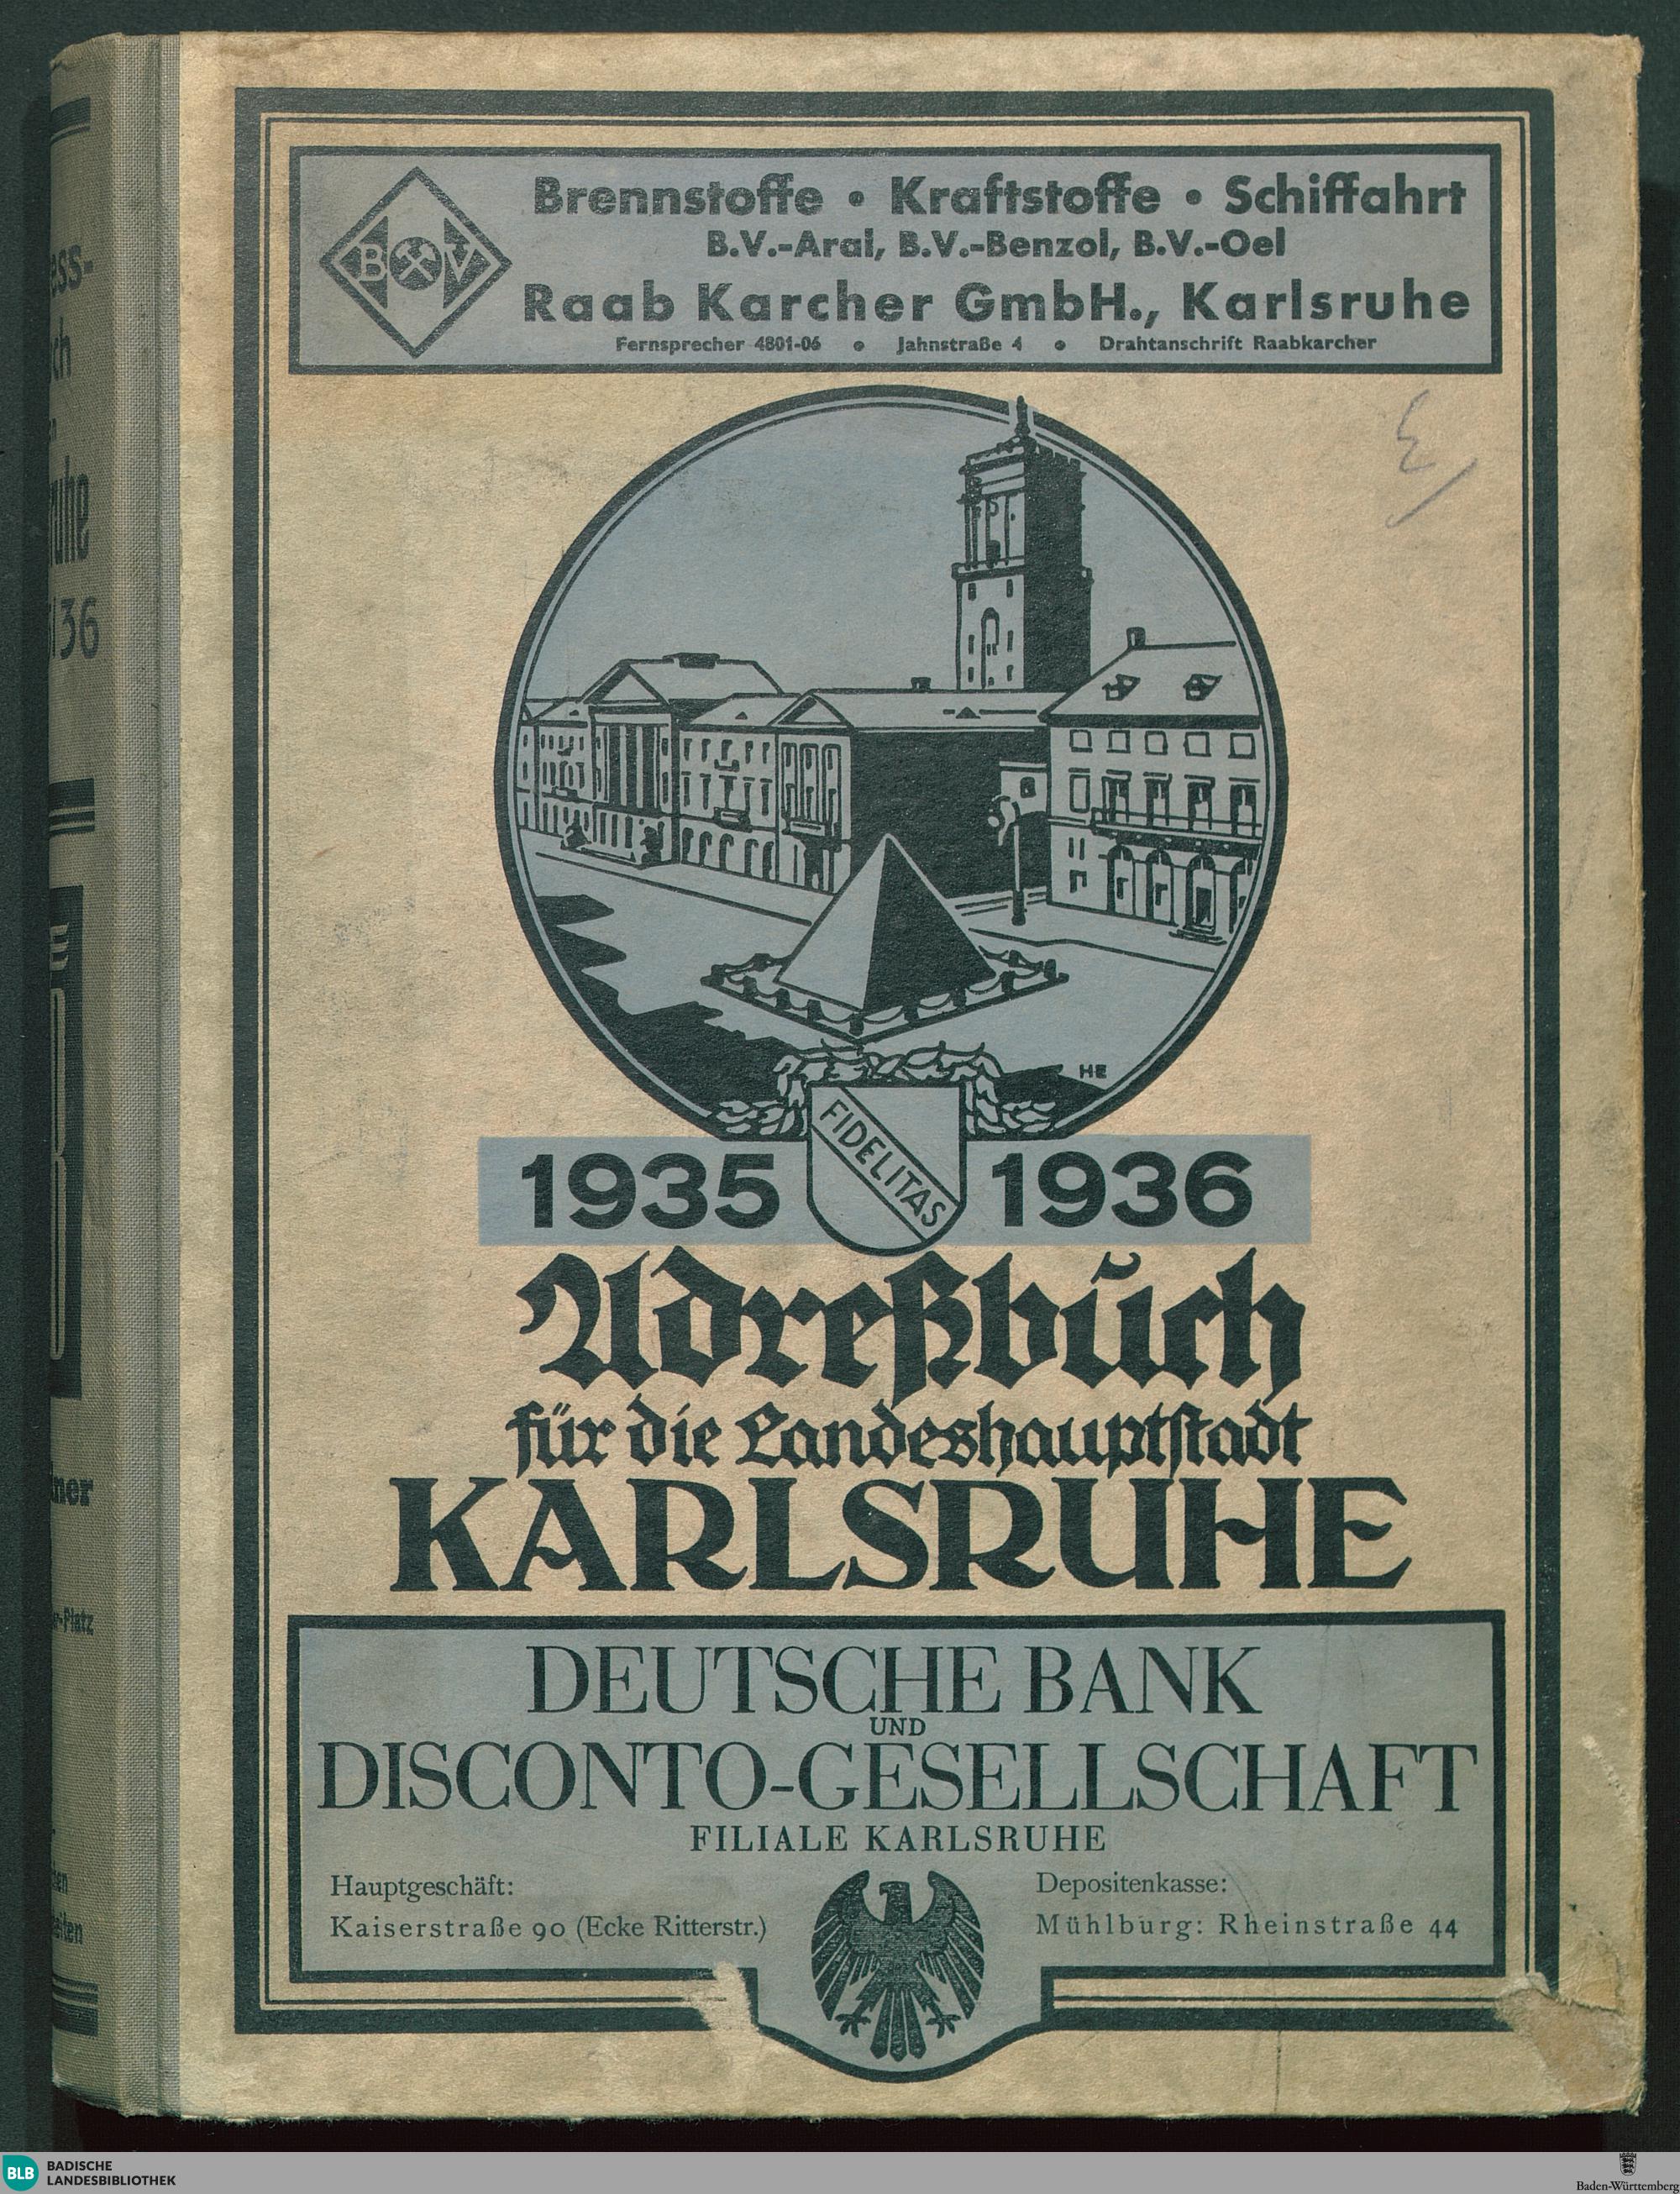 Brennstoffe • Kraftstoffe • Schiffahrt
B.V.-Aral, B.V.-Benzol, B.V.-Oel
Raab Karcher GmbH., Karlsruhe
Fernsprecher 4801-06 • Jahnstraße 4 • Drahtanschrift Raabkarcher
B V
HE
FIDELITAS
1935 1936
Adreßbuch
für die Landeshauptstadt
KARLSRUHE
DEUTSCHE BANK
UND
DISCONTO-GESELLSCHAFT
FILIALE KARLSRUHE
Hauptgeschäft:
Kaiserstraße 90 (Ecke Ritterstr.)
Depositenkasse:
Mühlburg: Rheinstraße 44
BLB BADISCHE
LANDESBIBLIOTHEK
Baden-Württemberg